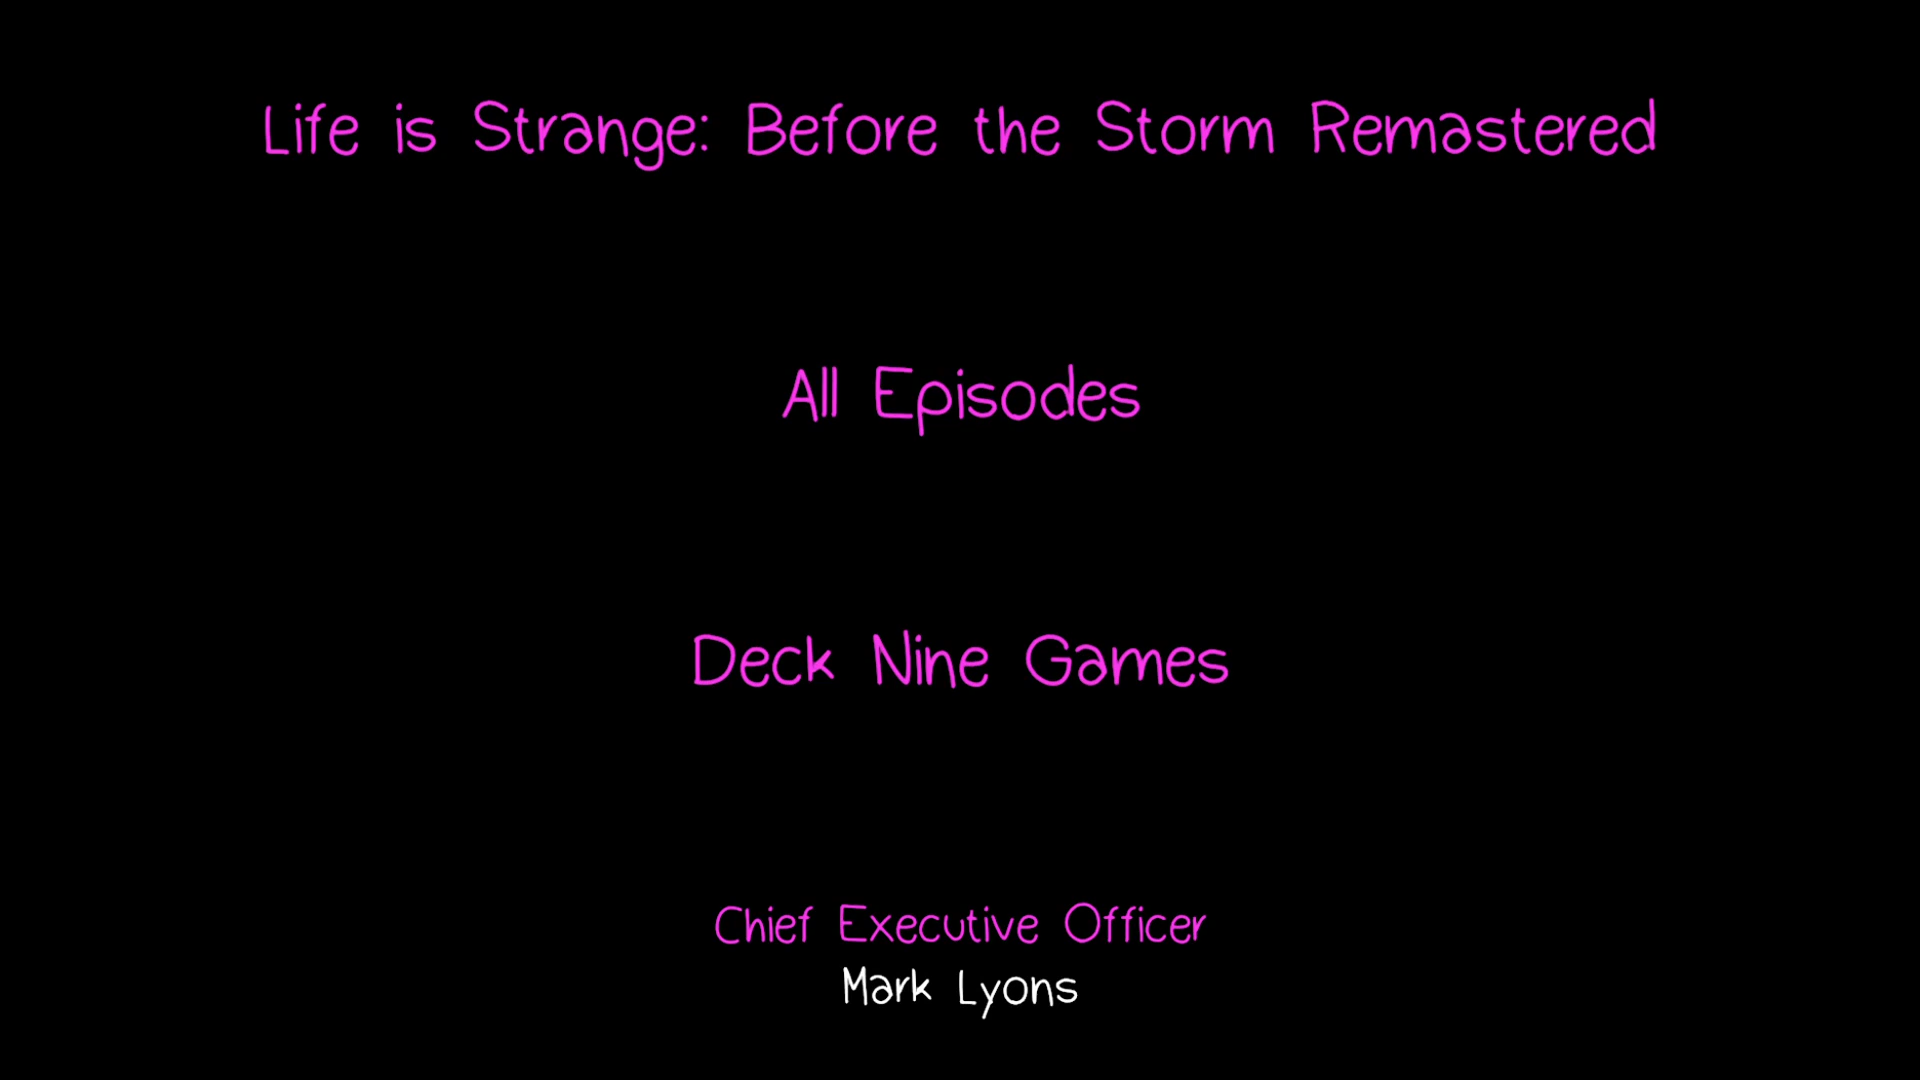 Life is Strange: Before the Storm Remastered
All Episodes
Deck Nine Games
Chief Executive Officer
Mark Lyons